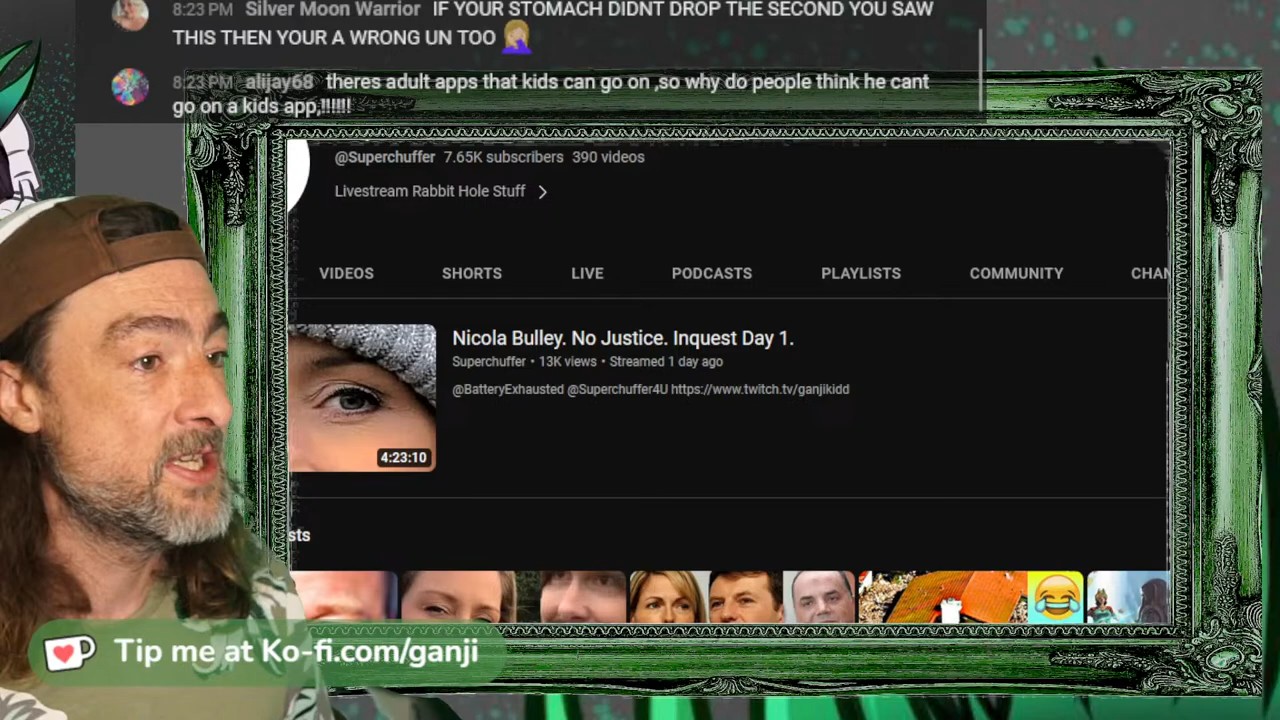 8:23 PM Silver Moon Warrior IF YOUR STOMACH DIDNT DROP THE SECOND YOU SAW
THIS THEN YOUR A WRONG UN TOO
8:23 PM alijay68 theres adult apps that kids can go on ,so why do people think he cant
go on a kids app,!!!!!!
@Superchuffer 7.65K subscribers 390 videos
Livestream Rabbit Hole Stuff
VIDEOS SHORTS LIVE PODCASTS PLAYLISTS COMMUNITY CHAN
Nicola Bulley. No Justice. Inquest Day 1.
Superchuffer • 13K views • Streamed 1 day ago
@BatteryExhausted @Superchuffer4U https://www.twitch.tv/ganjikidd
4:23:10
sts
Tip me at Ko-fi.com/ganji